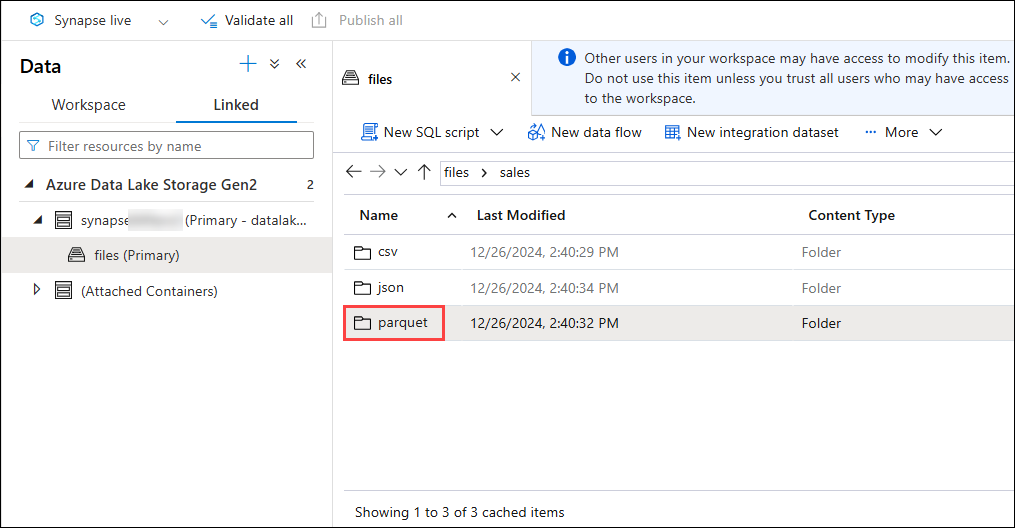 Synapse live
Validate all
Publish all
Data
Workspace
Linked
Filter resources by name
Azure Data Lake Storage Gen2 2
synapse (Primary - datalak...
files (Primary)
(Attached Containers)
files
Other users in your workspace may have access to modify this item.
Do not use this item unless you trust all users who may have access
to the workspace.
New SQL script
New data flow
New integration dataset
More
files > sales
Name Last Modified Content Type
csv 12/26/2024, 2:40:29 PM Folder
json 12/26/2024, 2:40:34 PM Folder
parquet 12/26/2024, 2:40:32 PM Folder
Showing 1 to 3 of 3 cached items